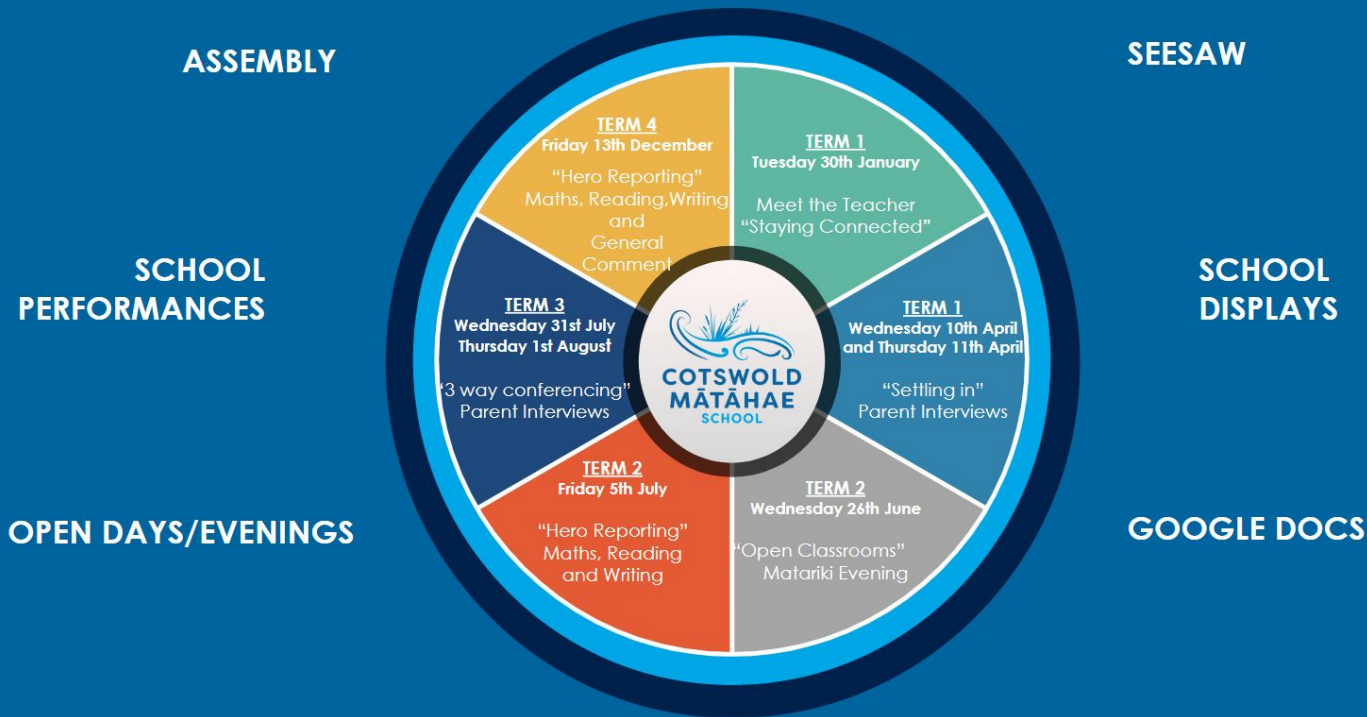 ASSEMBLY
SEESAW
TERM 4
Friday 13th December
“Hero Reporting”
Maths, Reading,Writing
and
General
Comment
TERM 1
Tuesday 30th January
Meet the Teacher
“Staying Connected”
SCHOOL
PERFORMANCES
SCHOOL
DISPLAYS
TERM 3
Wednesday 31st July
Thursday 1st August
“3 way conferencing”
Parent Interviews
COTSWOLD
MĀTĀHAE
SCHOOL
TERM 1
Wednesday 10th April
and Thursday 11th April
“Settling in”
Parent Interviews
TERM 2
Friday 5th July
“Hero Reporting”
Maths, Reading
and Writing
TERM 2
Wednesday 26th June
“Open Classrooms”
Matariki Evening
OPEN DAYS/EVENINGS
GOOGLE DOCS